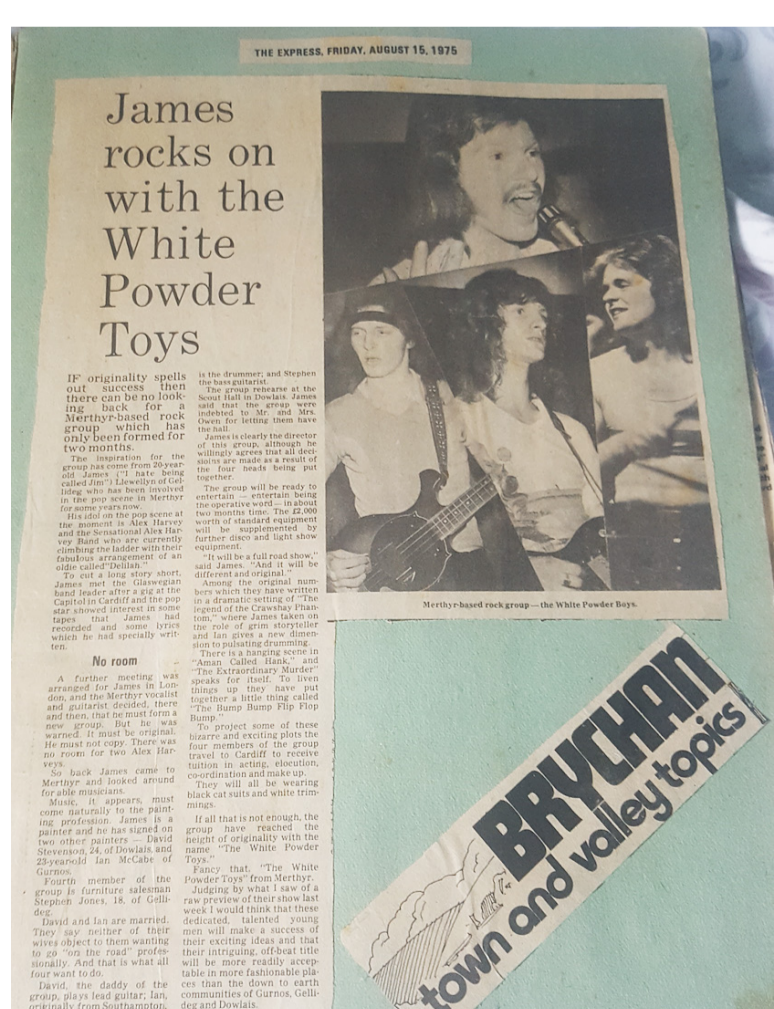 THE EXPRESS, FRIDAY, AUGUST 15, 1975
James
rocks on
with the
White
Powder
Toys
IF originality spells
out success then
there can be no look-
ing back for a
Merthyr-based rock
group which has
only been formed for
two months.
The inspiration for the
group has come from 20-year-
old James ("I hate being
called Jim") Llewellyn of Gel-
lideg who has been involved
in the pop scene in Merthyr
for some years now.
His idol on the pop scene at
the moment is Alex Harvey
and the Sensational Alex Har-
vey Band who are currently
climbing the ladder with their
fabulous arrangement of an
oldie called "Delilah."
To cut a long story short,
James met the Glaswegian
band leader after a gig at the
Capitol in Cardiff and the pop
star showed interest in some
tapes that James had
recorded and some lyrics
which he had specially writ-
ten.
No room
A further meeting was
arranged for James in Lon-
don, and the Merthyr vocalist
and guitarist decided, there
and then, that he must form a
new group. But he was
warned. It must be original.
He must not copy. There was
no room for two Alex Har-
veys.
So back James came to
Merthyr and looked around
for able musicians.
Music, it appears, must
come naturally to the paint-
ing profession. James is a
painter and he has signed on
two other painters — David
Stevenson, 24, of Dowlais and
23-year-old Ian McCabe of
Gurnos.
Fourth member of the
group is furniture salesman
Stephen Jones, 18, of Gelli-
deg.
David and Ian are married.
They say neither of their
wives object to them wanting
to go "on the road" profes-
sionally. And that is what all
four want to do.
David, the daddy of the
group, plays lead guitar; Ian,
originally from Southampton,
is the drummer; and Stephen
the bass guitarist.
The group rehearse at the
Scout Hall in Dowlais. James
said that the group were
indebted to Mr. and Mrs.
Owen for letting them have
the hall.
James is clearly the director
of this group, although he
willingly agrees that all deci-
sioins are made as a result of
the four heads being put
together.
The group will be ready to
entertain — entertain being
the operative word — in about
two months time. The £2,000
worth of standard equipment
will be supplemented by
further disco and light show
equipment.
"It will be a full road show,"
said James. "And it will be
different and original."
Among the original num-
bers which they have written
in a dramatic setting of "The
legend of the Crawshay Phan-
tom," where James taken on
the role of grim storyteller
and Ian gives a new dimen-
sion to pulsating drumming.
There is a hanging scene in
"Aman Called Hank," and
"The Extraordinary Murder"
speaks for itself. To liven
things up they have put
together a little thing called
"The Bump Bump Flip Flop
Bump."
To project some of these
bizarre and exciting plots the
four members of the group
travel to Cardiff to receive
tuition in acting, elocution,
co-ordination and make up.
They will all be wearing
black cat suits and white trim-
mings.
If all that is not enough, the
group have reached the
height of originality with the
name "The White Powder
Toys."
Fancy that. "The White
Powder Toys" from Merthyr.
Judging by what I saw of a
raw preview of their show last
week I would think that these
dedicated, talented young
men will make a success of
their exciting ideas and that
their intriguing, off-beat title
will be more readily accep-
table in more fashionable pla-
ces than the down to earth
communities of Gurnos, Gelli-
deg and Dowlais.
Merthyr-based rock group — the White Powder Boys.
BRYCHAN
town and valley topics